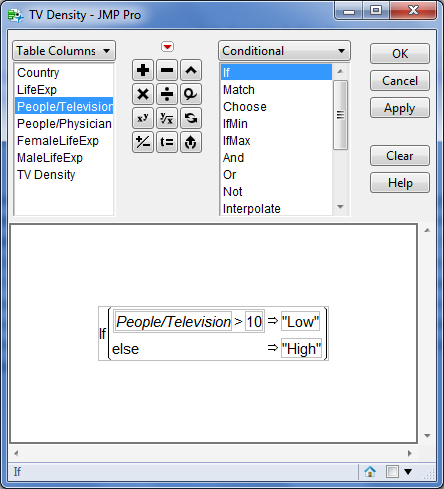 TV Density - JMP Pro
Table Columns
Country
LifeExp
People/Television
People/Physician
FemaleLifeExp
MaleLifeExp
TV Density
xʸ
ʸ√x
+/−
t=
Conditional
If
Match
Choose
IfMin
IfMax
And
Or
Not
Interpolate
OK
Cancel
Apply
Clear
Help
If
People/Television > 10 ⇒ "Low"
else ⇒ "High"
If